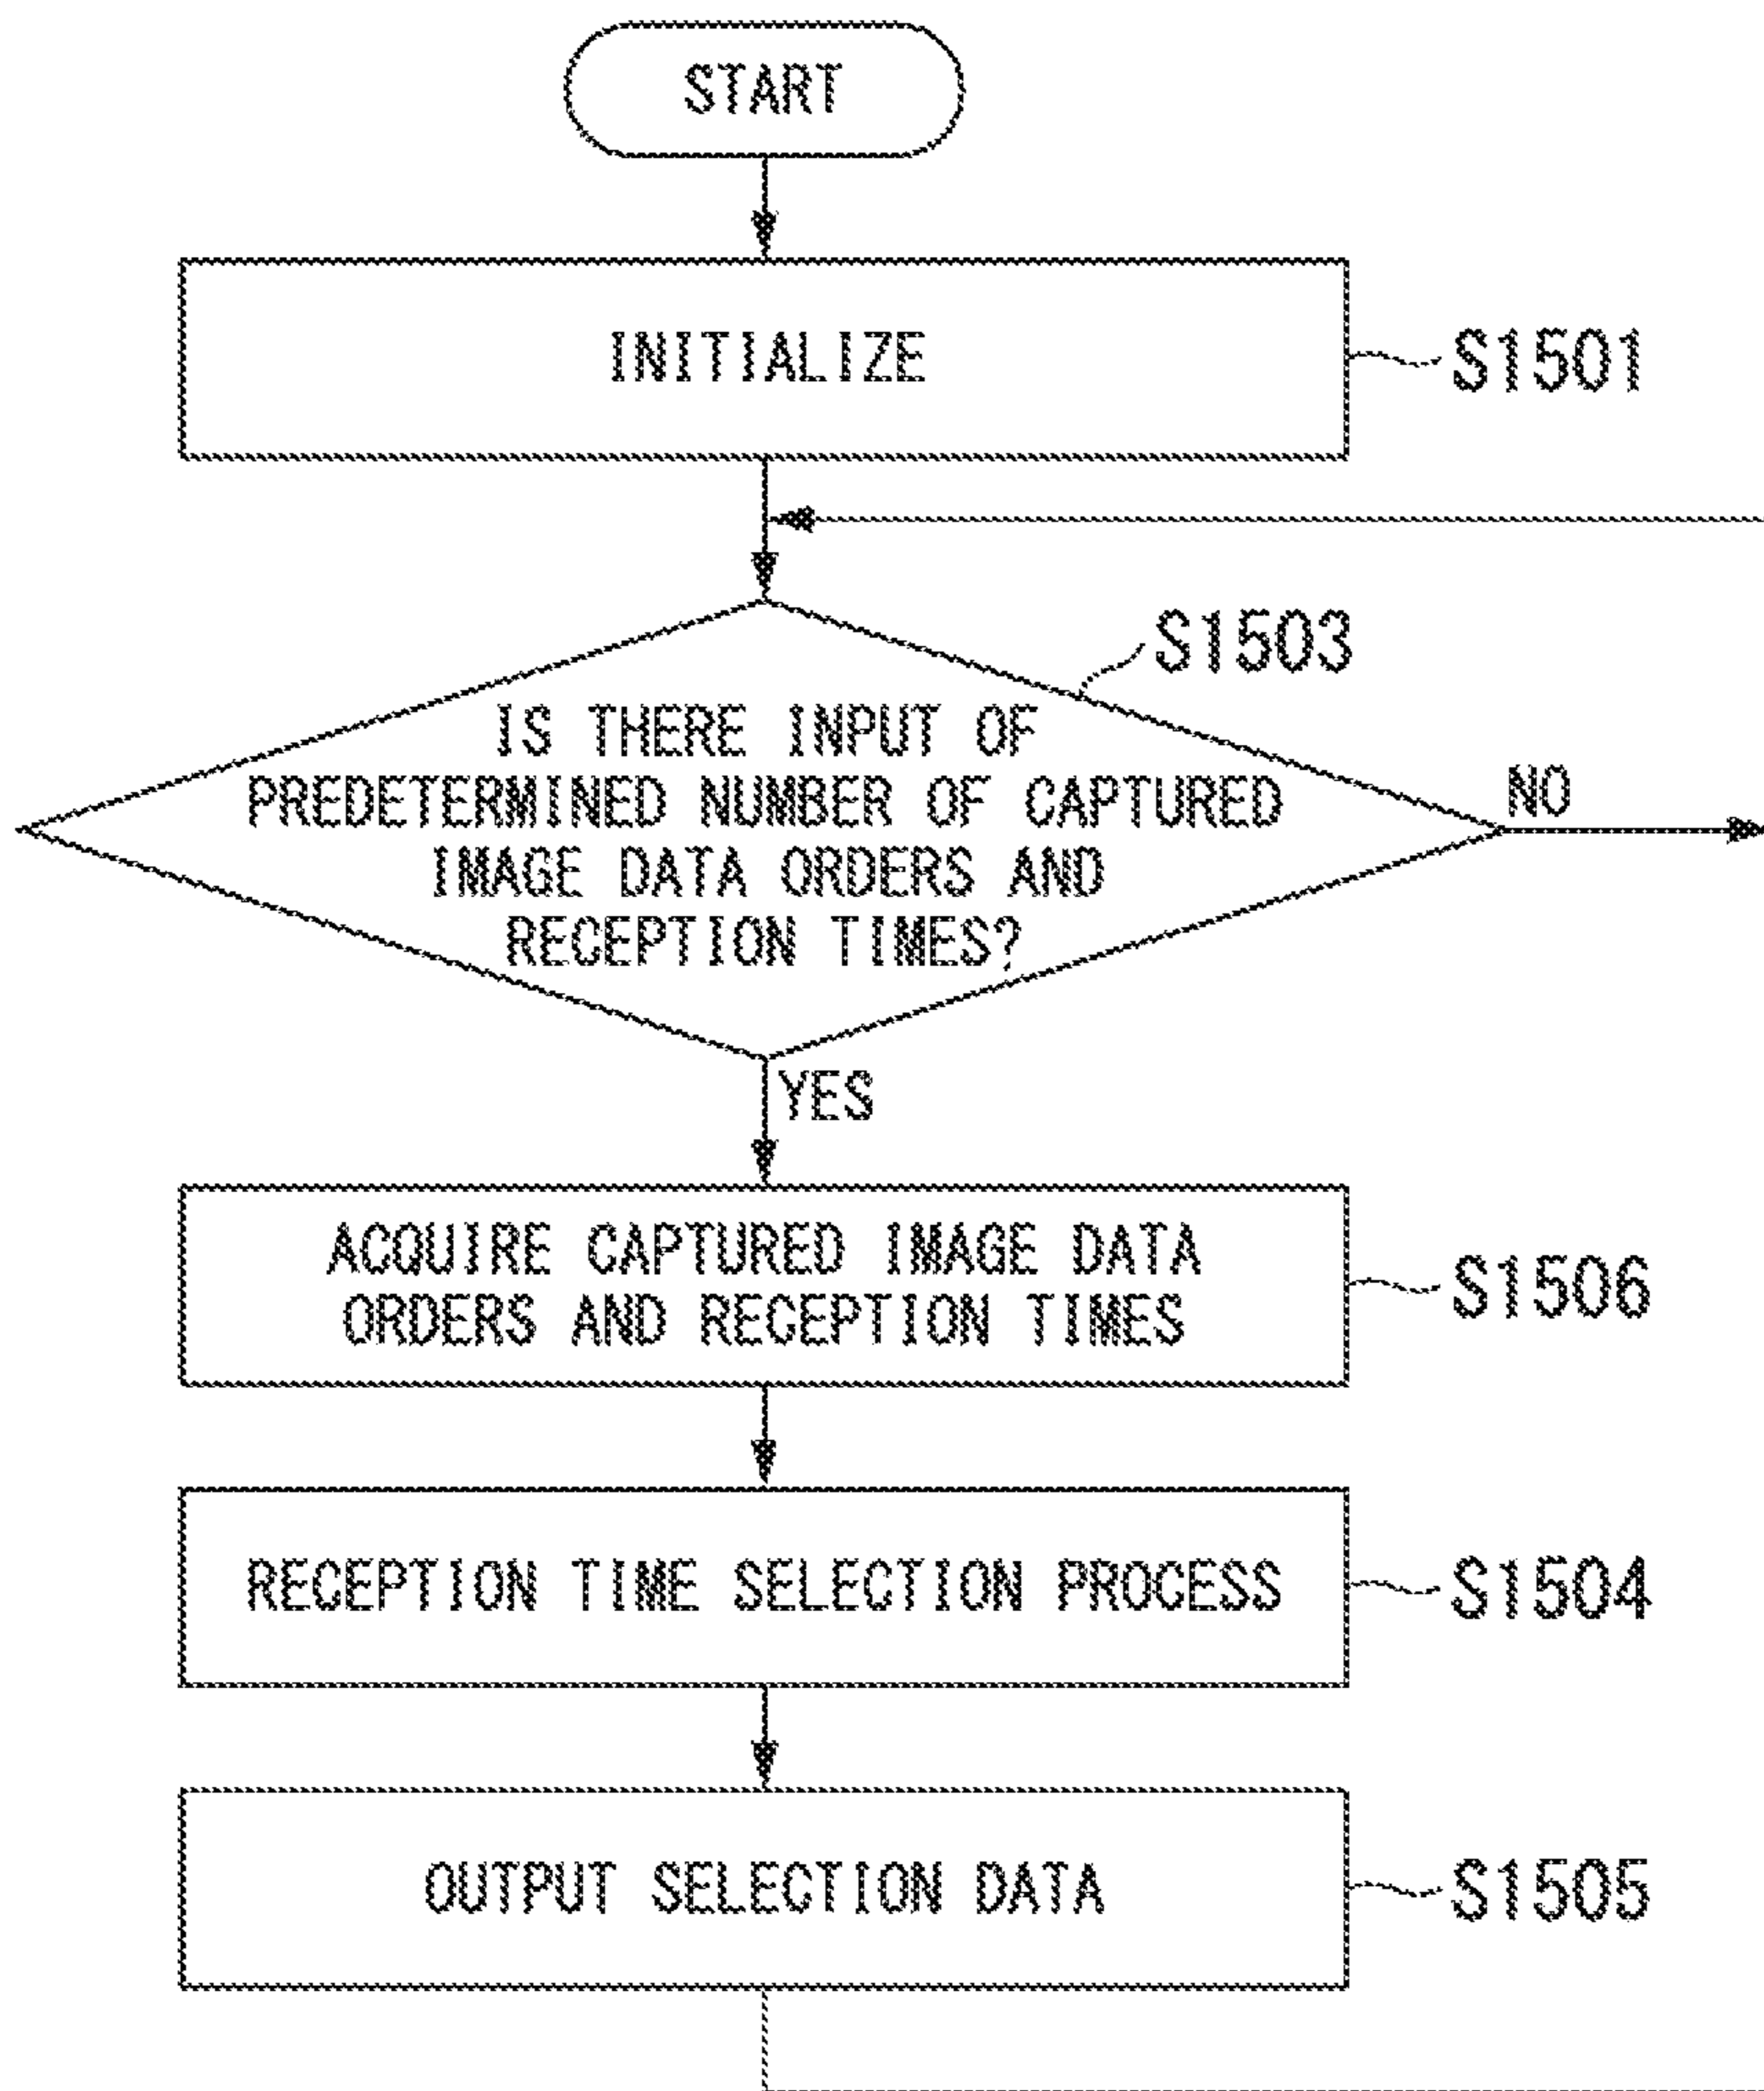 START
INITIALIZE
S1501
S1503
IS THERE INPUT OF
PREDETERMINED NUMBER OF CAPTURED
IMAGE DATA ORDERS AND
RECEPTION TIMES?
NO
YES
ACQUIRE CAPTURED IMAGE DATA
ORDERS AND RECEPTION TIMES
S1506
RECEPTION TIME SELECTION PROCESS
S1504
OUTPUT SELECTION DATA
S1505